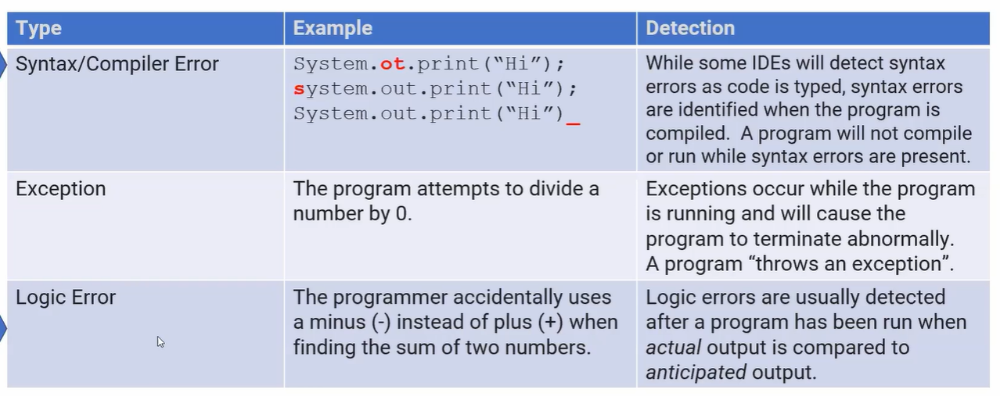 Type
Example
Detection
Syntax/Compiler Error
System.ot.print(“Hi”);
system.out.print(“Hi”);
System.out.print(“Hi”)_
While some IDEs will detect syntax
errors as code is typed, syntax errors
are identified when the program is
compiled.  A program will not compile
or run while syntax errors are present.
Exception
The program attempts to divide a
number by 0.
Exceptions occur while the program
is running and will cause the
program to terminate abnormally.
A program “throws an exception”.
Logic Error
The programmer accidentally uses
a minus (-) instead of plus (+) when
finding the sum of two numbers.
Logic errors are usually detected
after a program has been run when
actual output is compared to
anticipated output.